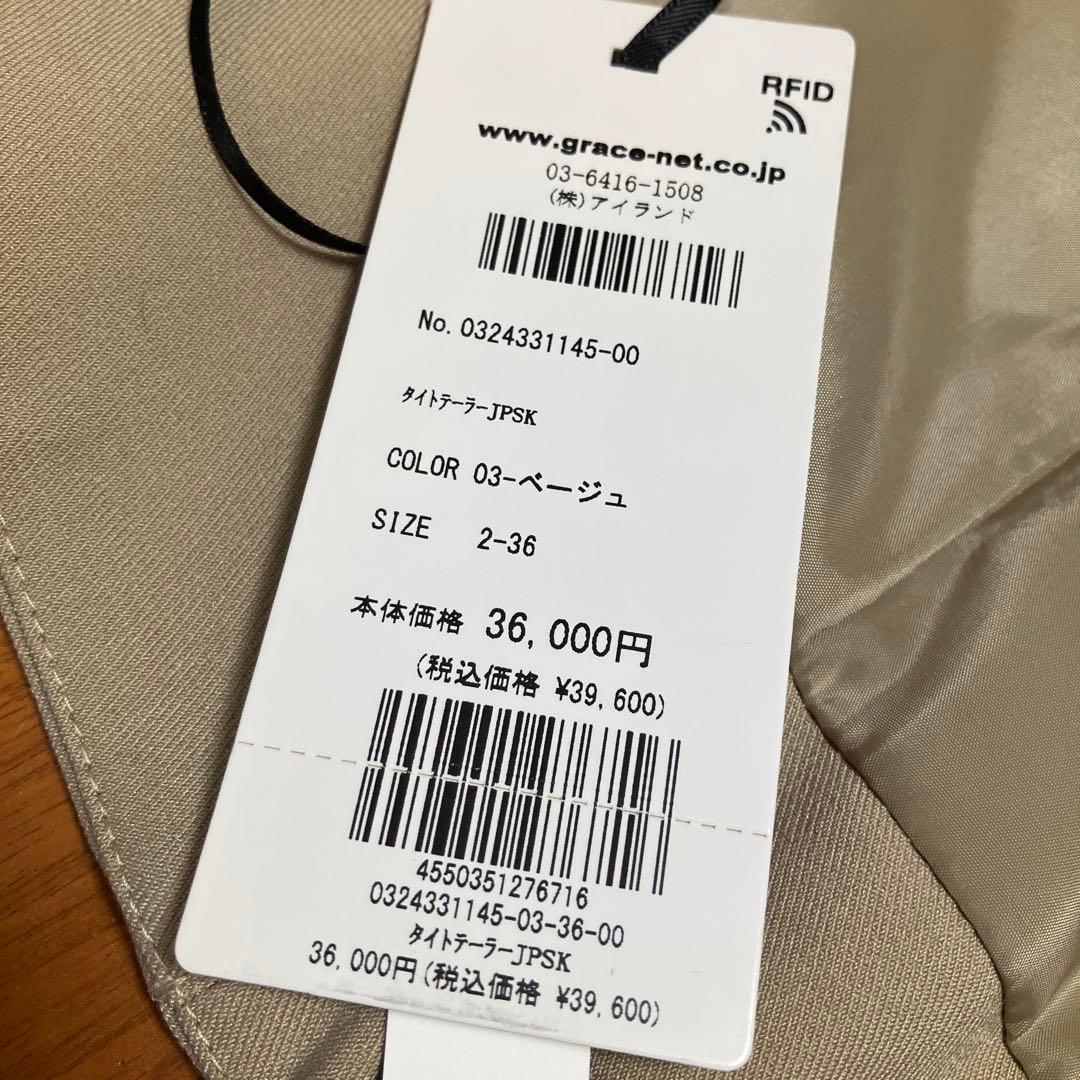 RFID
www.grace-net.co.jp
03-6416-1508
(株)アイランド
No. 0324331145-00
ﾀｲﾄﾃｰﾗｰJPSK
COLOR 03-ベージュ
SIZE 2-36
本体価格 36,000円
(税込価格 ¥39,600)
4550351276716
0324331145-03-36-00
ﾀｲﾄﾃｰﾗｰJPSK
36,000円(税込価格 ¥39,600)